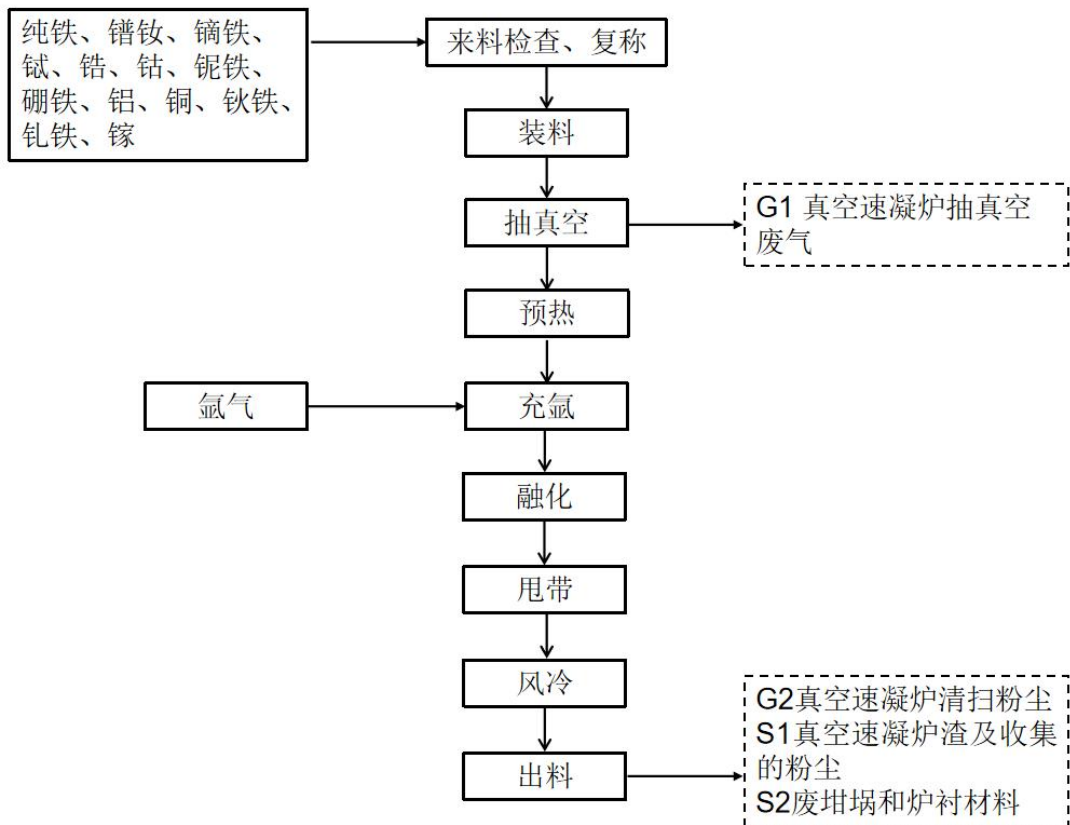 纯铁、镨钕、镝铁、
铽、锆、钴、铌铁、
硼铁、铝、铜、钬铁、
钆铁、镓
来料检查、复称
装料
抽真空
G1 真空速凝炉抽真空
废气
预热
氩气
充氩
融化
甩带
风冷
出料
G2真空速凝炉清扫粉尘
S1真空速凝炉渣及收集
的粉尘
S2废坩埚和炉衬材料